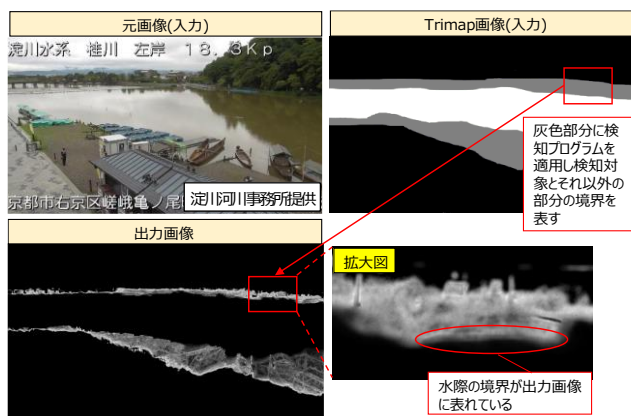 元画像(入力)
淀川水系 桂川 左岸 18.3Kp
淀川河川事務所提供
京都市右京区嵯峨亀ノ尾
Trimap画像(入力)
灰色部分に検
知プログラムを
適用し検知対
象とそれ以外の
部分の境界を
表す
出力画像
拡大図
水際の境界が出力画像
に表れている